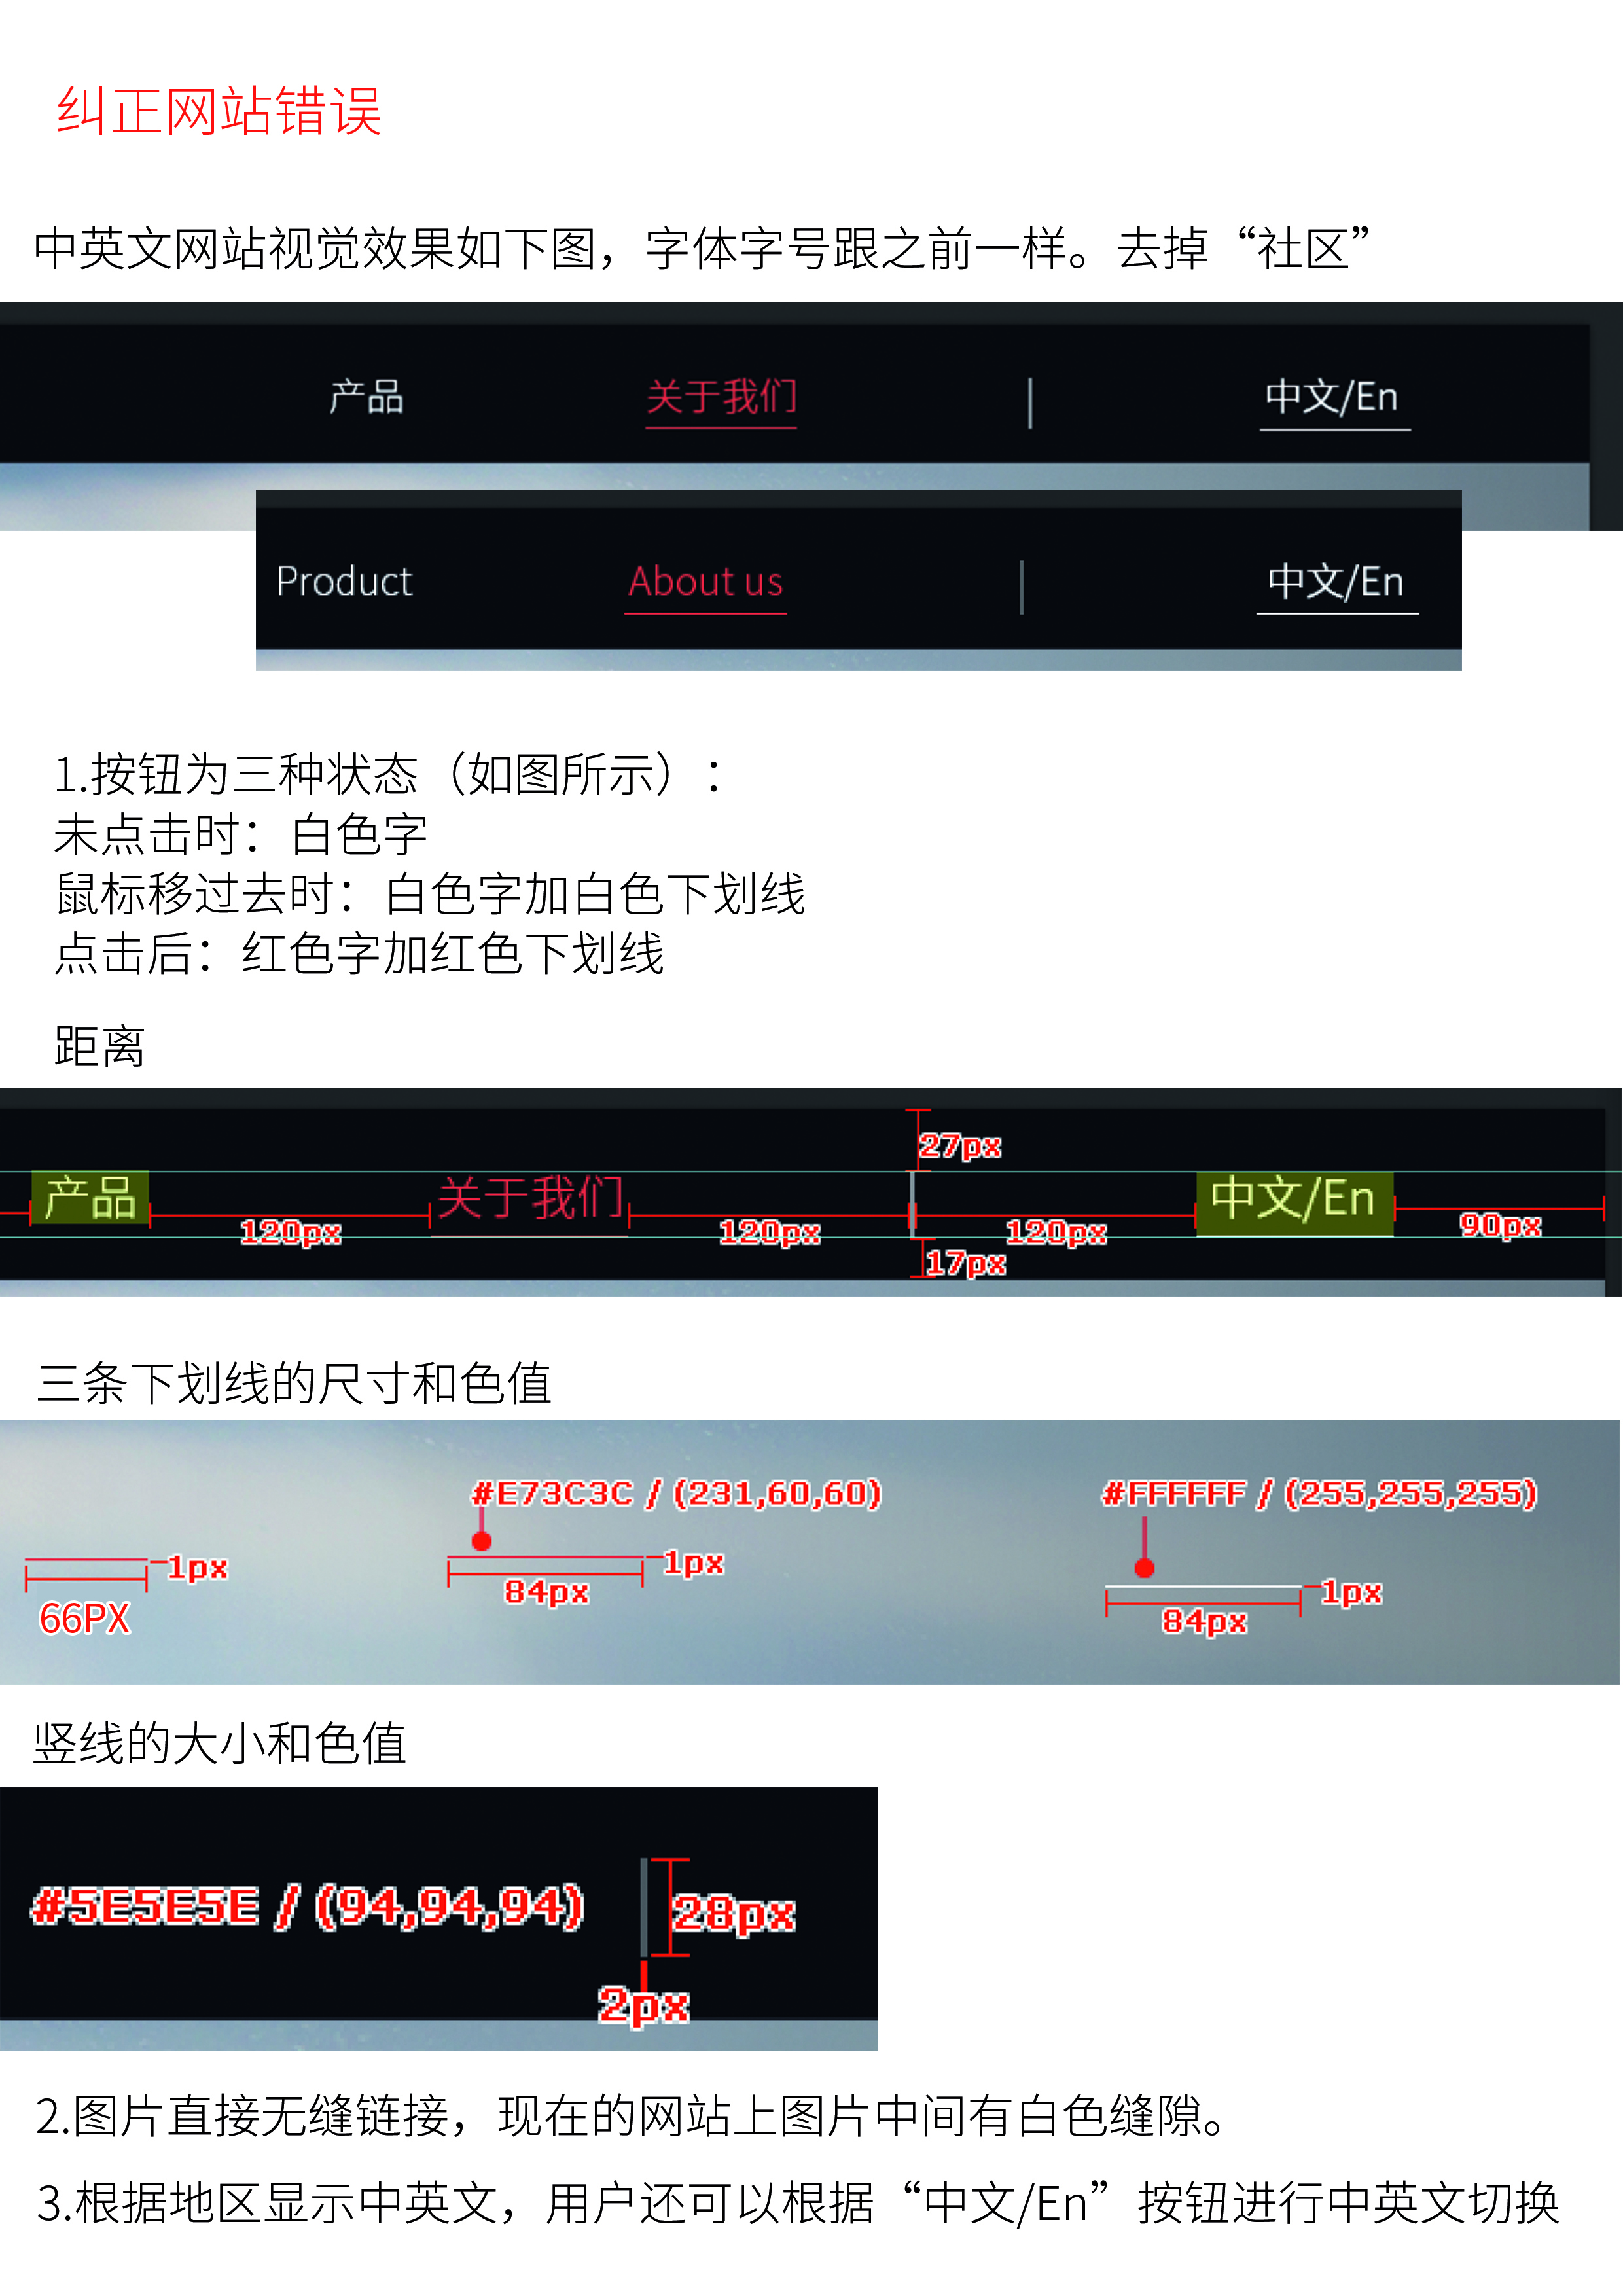 纠正网站错误
中英文网站视觉效果如下图，字体字号跟之前一样。去掉“社区”
产品 关于我们 中文/En
Product About us 中文/En
1.按钮为三种状态（如图所示）：
未点击时：白色字
鼠标移过去时：白色字加白色下划线
点击后：红色字加红色下划线
距离
27px
产品 关于我们 中文/En
120px 120px 120px 90px
17px
三条下划线的尺寸和色值
#E73C3C / (231,60,60) #FFFFFF / (255,255,255)
1px 1px 1px
66PX 84px 84px
竖线的大小和色值
#5E5E5E / (94,94,94) 28px
2px
2.图片直接无缝链接，现在的网站上图片中间有白色缝隙。
3.根据地区显示中英文，用户还可以根据“中文/En”按钮进行中英文切换